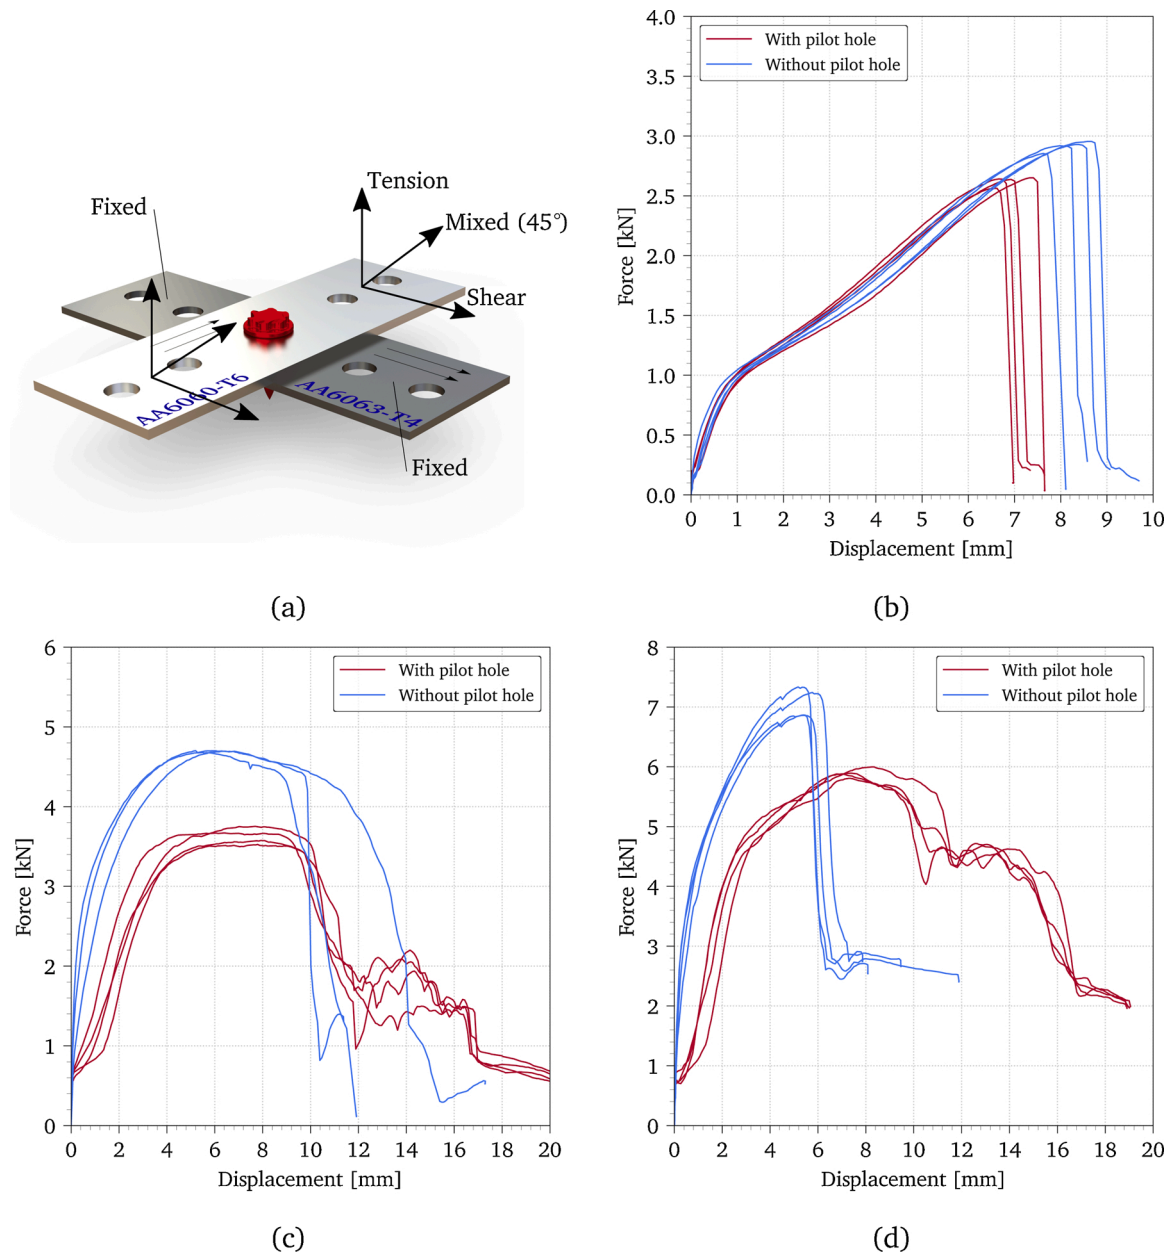 Tension
Mixed (45°)
Fixed
Shear
AA6060-T6
AA6063-T4
Fixed
(a)
4.0
3.5
3.0
2.5
2.0
1.5
1.0
0.5
0.0
Force [kN]
With pilot hole
Without pilot hole
0 1 2 3 4 5 6 7 8 9 10
Displacement [mm]
(b)
6
5
4
3
2
1
0
Force [kN]
With pilot hole
Without pilot hole
0 2 4 6 8 10 12 14 16 18 20
Displacement [mm]
(c)
8
7
6
5
4
3
2
1
0
Force [kN]
With pilot hole
Without pilot hole
0 2 4 6 8 10 12 14 16 18 20
Displacement [mm]
(d)